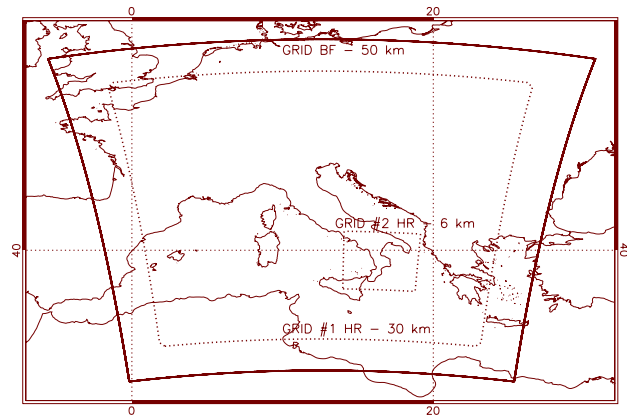 0 20
GRID BF – 50 km
GRID #2 HR – 6 km
40 40
GRID #1 HR – 30 km
0 20